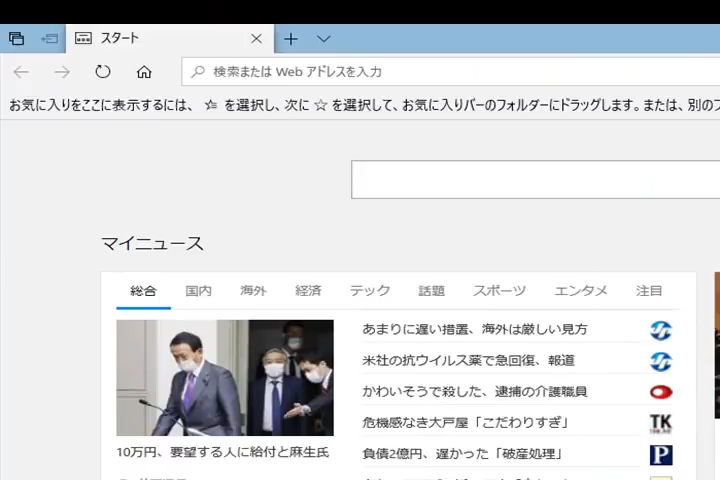 スタート
検索または Web アドレスを入力
お気に入りをここに表示するには、 を選択し、次に ☆ を選択して、お気に入りバーのフォルダーにドラッグします。または、別のフ
マイニュース
総合 国内 海外 経済 テック 話題 スポーツ エンタメ 注目
あまりに遅い措置、海外は厳しい見方
米社の抗ウイルス薬で急回復、報道
かわいそうで殺した、逮捕の介護職員
危機感なき大戸屋「こだわりすぎ」
TK
負債2億円、遅かった「破産処理」
P
10万円、要望する人に給付と麻生氏